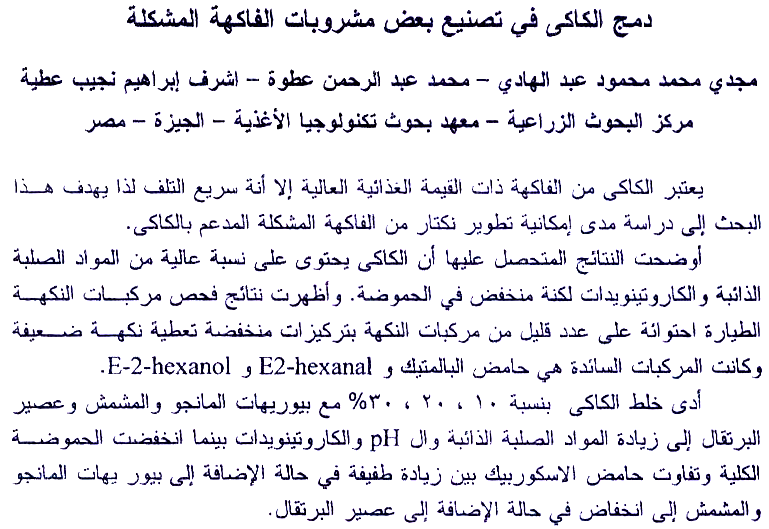 دمج الكاكى في تصنيع بعض مشروبات الفاكهة المشكلة
مجدي محمد محمود عبد الهادي – محمد عبد الرحمن عطوة – اشرف إبراهيم نجيب عطية
مركز البحوث الزراعية – معهد بحوث تكنولوجيا الأغذية – الجيزة – مصر
يعتبر الكاكى من الفاكهة ذات القيمة الغذائية العالية إلا أنة سريع التلف لذا يهدف هـــذا
البحث إلى دراسة مدى إمكانية تطوير نكتار من الفاكهة المشكلة المدعم بالكاكى.
أوضحت النتائج المتحصل عليها أن الكاكى يحتوى على نسبة عالية من المواد الصلبة
الذائبة والكاروتينويدات لكنة منخفض في الحموضة. وأظهرت نتائج فحص مركبـــات النكهـــة
الطيارة احتوائة على عدد قليل من مركبات النكهة بتركيزات منخفضة تعطية نكهـــة ضــعيفة
وكانت المركبات السائدة هي حامض البالمتيك و E2-hexanal و E-2-hexanol.
أدى خلط الكاكى بنسبة ١٠ ، ٢٠ ، ٣٠% مع بيوريهات المانجو والمشمش وعصير
البرتقال إلى زيادة المواد الصلبة الذائبة وال pH والكاروتينويدات بينما انخفضت الحموضـــة
الكلية وتفاوت حامض الاسكوربيك بين زيادة طفيفة في حالة الإضافة إلى بيور يهات المانجو
والمشمش إلى انخفاض في حالة الإضافة إلى عصير البرتقال.